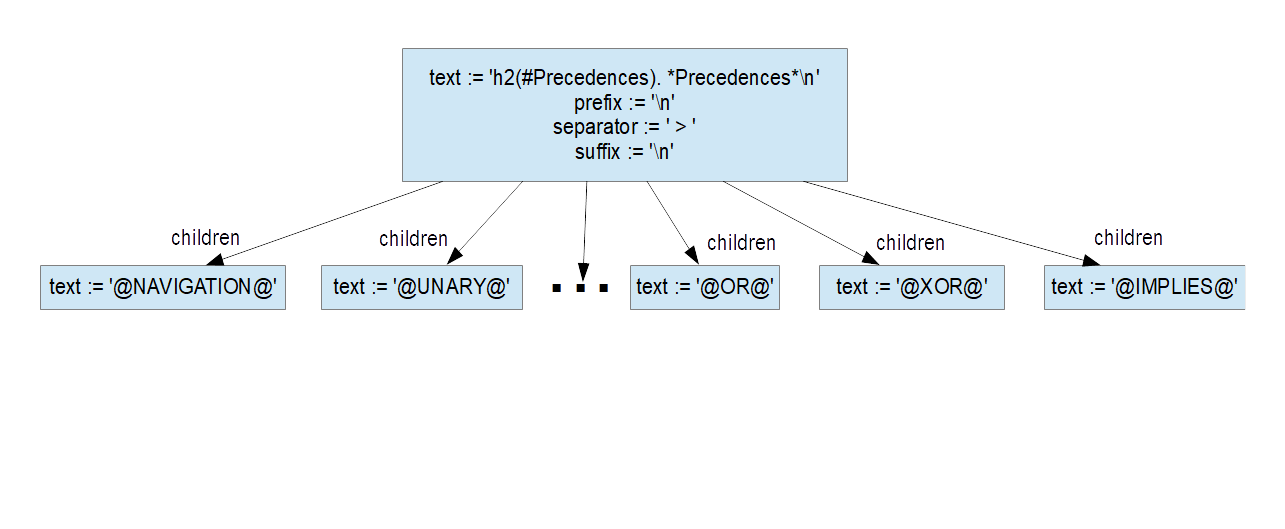 text := 'h2(#Precedences). *Precedences*\n'
prefix := '\n'
separator := ' > '
suffix := '\n'
children
children
children
children
children
text := '@NAVIGATION@'
text := '@UNARY@'
...
text := '@OR@'
text := '@XOR@'
text := '@IMPLIES@'